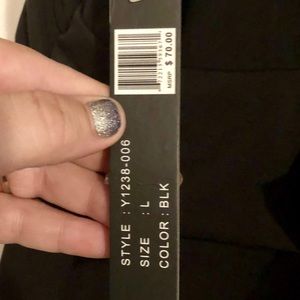 MSRP $ 70.00
STYLE : Y1238-006
SIZE : L
COLOR : BLK